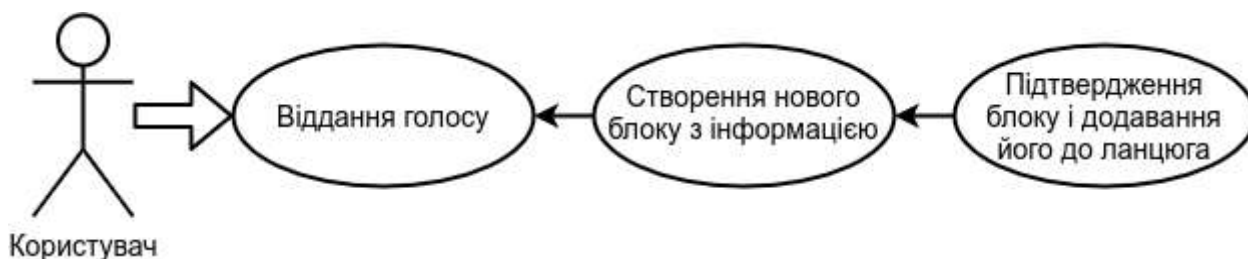 Користувач
Віддання голосу
Створення нового
блоку з інформацією
Підтвердження
блоку і додавання
його до ланцюга